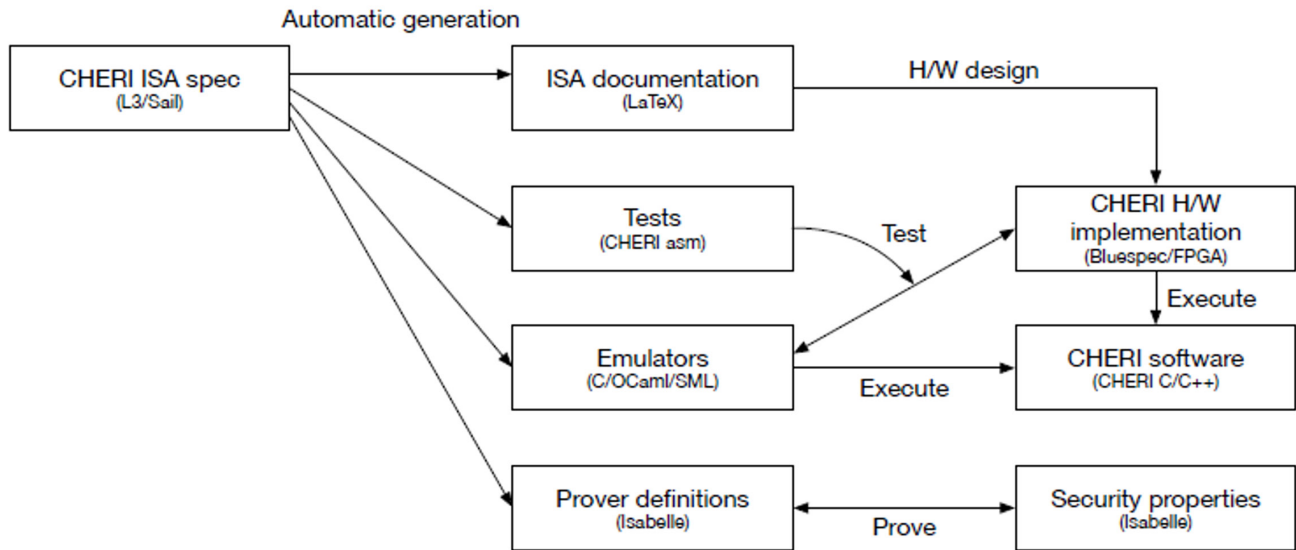 Automatic generation
CHERI ISA spec
(L3/Sail)
ISA documentation
(LaTeX)
H/W design
Tests
(CHERI asm)
Test
CHERI H/W
implementation
(Bluespec/FPGA)
Execute
Emulators
(C/OCaml/SML)
Execute
CHERI software
(CHERI C/C++)
Prover definitions
(Isabelle)
Prove
Security properties
(Isabelle)